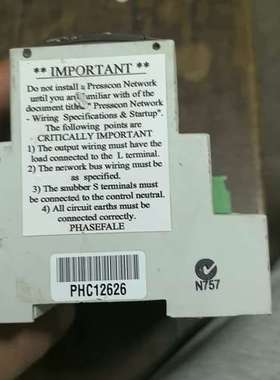 ** IMPORTANT **
Do not install a Presscon Network
until you are familiar with of the
document titled " Presscon Network
- Wiring Specifications & Startup".
The following points are
CRITICALLY IMPORTANT
1) The output wiring must have the
load connected to the L terminal.
2) The network bus wiring must be
as specified.
3) The snubber S terminals must
be connected to the control neutral.
4) All circuit earths must be
connected correctly.
PHASEFALE
PHC12626
N757